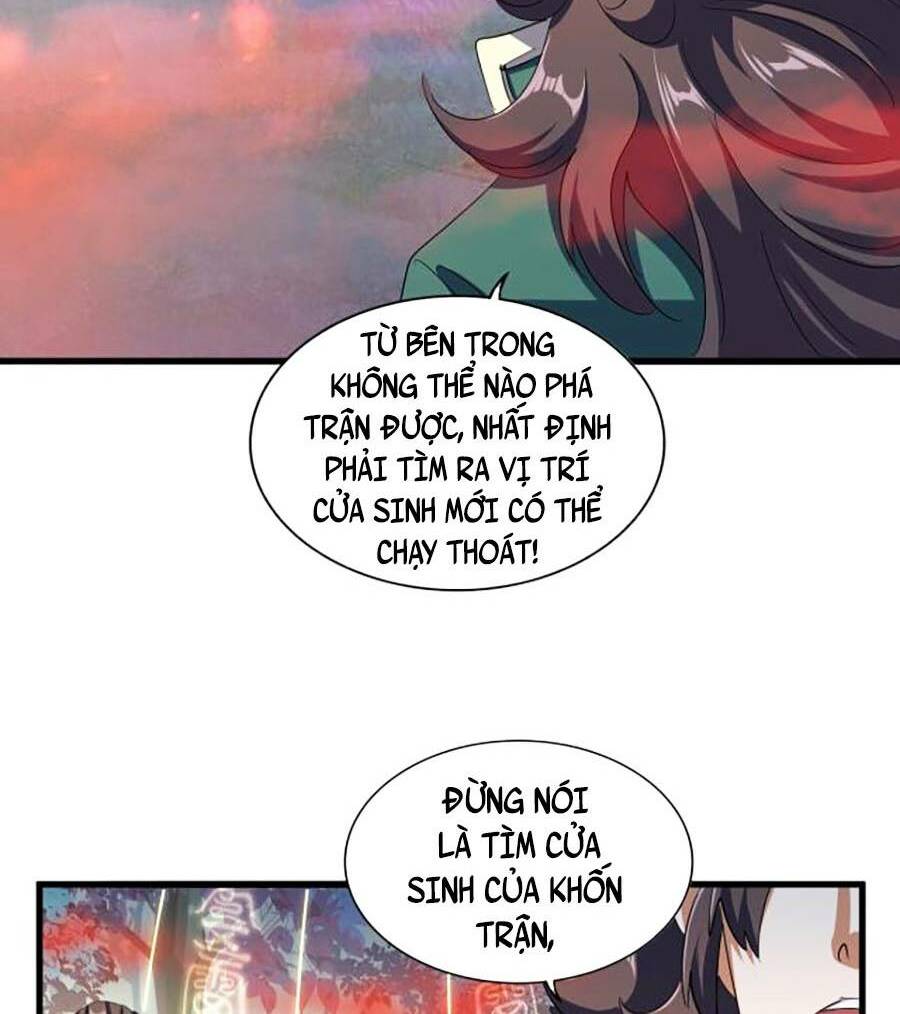 TỪ BÊN TRONG
KHÔNG THỂ NÀO PHÁ
TRẬN ĐƯỢC, NHẤT ĐỊNH
PHẢI TÌM RA VỊ TRÍ
CỬA SINH MỚI CÓ THỂ
CHẠY THOÁT!
ĐỪNG NÓI
LÀ TÌM CỬA
SINH CỦA KHỐN
TRẬN,